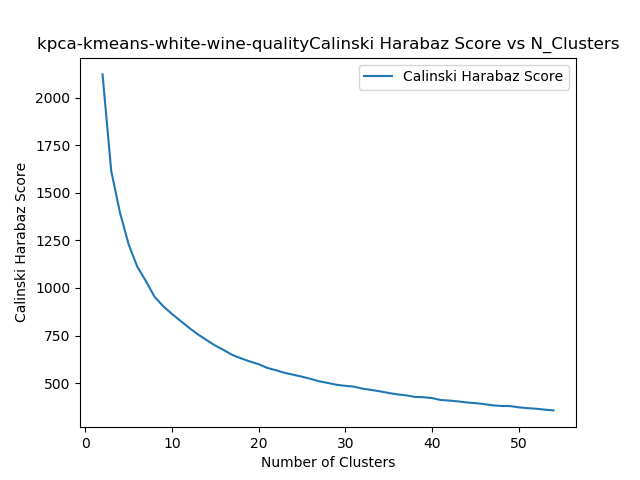 kpca-kmeans-white-wine-qualityCalinski Harabaz Score vs N_Clusters
Calinski Harabaz Score
2000
1750
1500
1250
1000
750
500
Calinski Harabaz Score
0 10 20 30 40 50
Number of Clusters